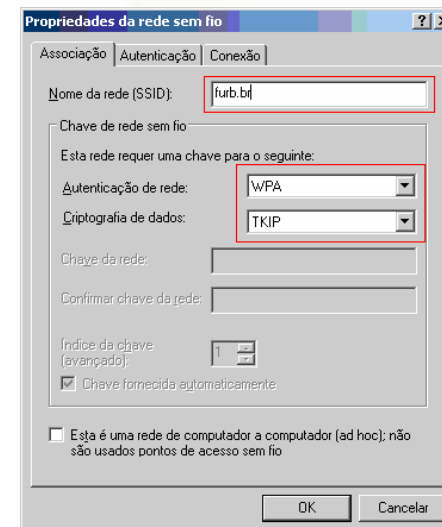 Propriedades da rede sem fio
Associação Autenticação Conexão
Nome da rede (SSID): furb.br
Chave de rede sem fio
Esta rede requer uma chave para o seguinte:
Autenticação de rede: WPA
Criptografia de dados: TKIP
Chave da rede:
Confirmar chave da rede:
Índice da chave
(avançado): 1
Chave fornecida automaticamente
Esta é uma rede de computador a computador (ad hoc); não
são usados pontos de acesso sem fio
OK Cancelar